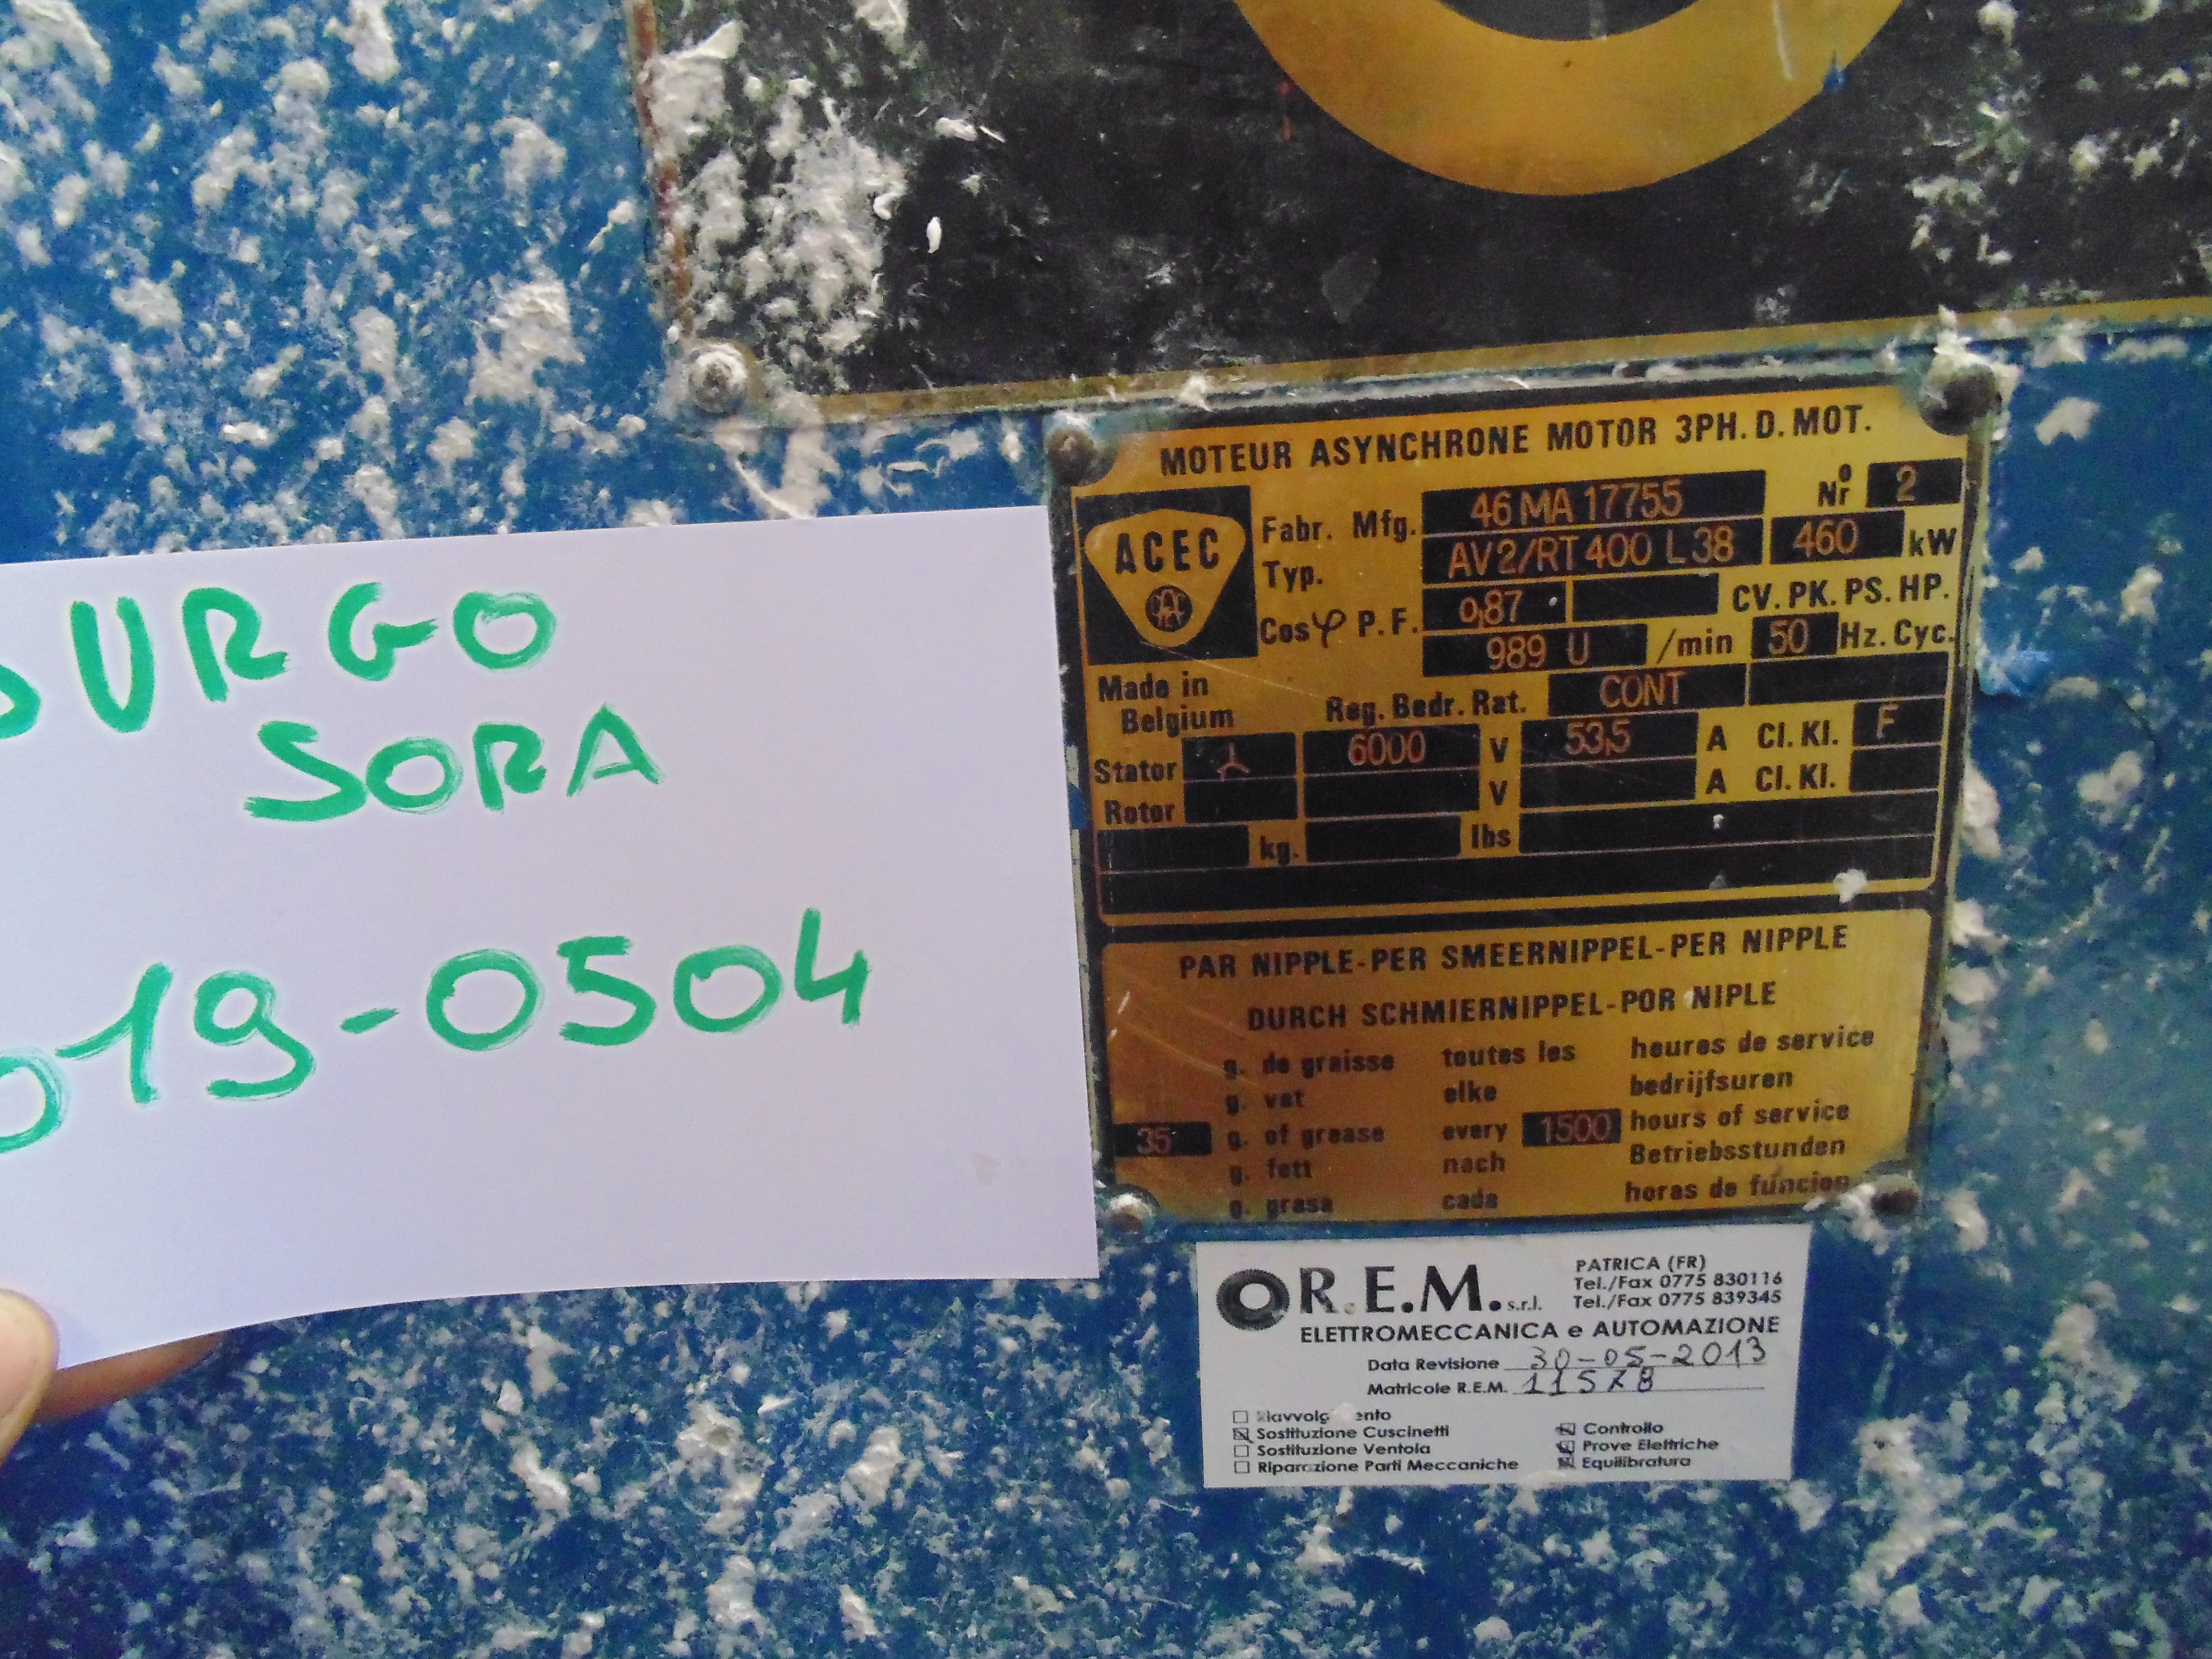 URGO
SORA
019-0504
MOTEUR ASYNCHRONE MOTOR 3PH. D. MOT.
ACEC
Fabr. Mfg. 46 MA 17755 Nºr 2
Typ. AV2/RT 400 L 38 460 kW
Cosφ P.F. 0,87 CV. PK. PS. HP.
989 U /min 50 Hz. Cyc.
Made in
Belgium
Reg. Bedr. Rat. CONT
Stator 6000 V 53,5 A Cl. Kl. F
Rotor V A Cl. Kl.
kg. lbs
PAR NIPPLE-PER SMEERNIPPEL-PER NIPPLE
DURCH SCHMIERNIPPEL-POR NIPLE
g. de graisse toutes les heures de service
g. vet elke bedrijfsuren
35 g. of grease every 1500 hours of service
g. fett nach Betriebsstunden
g. grasa cada horas de funcion
R.E.M. s.r.l.
PATRICA (FR)
Tel./Fax 0775 830116
Tel./Fax 0775 839345
ELETTROMECCANICA e AUTOMAZIONE
Data Revisione 30-05-2013
Matricole R.E.M. 11578
Sostituzione Cuscinetti
Sostituzione Ventola
Riparazione Parti Meccaniche
Controllo
Prove Elettriche
Equilibratura